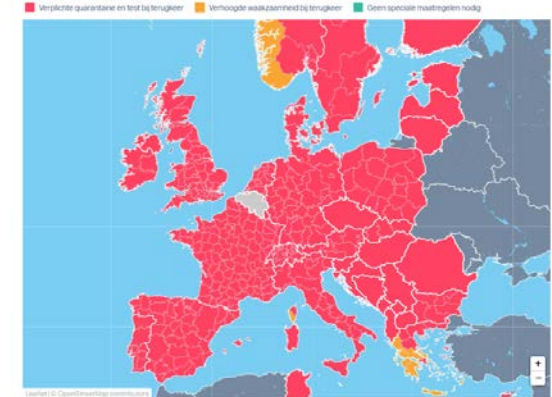 Verplichte quarantaine en test bij terugkeer Verhoogde waakzaamheid bij terugkeer Geen speciale maatregelen nodig
+
−
Leaflet | © OpenStreetMap contributors